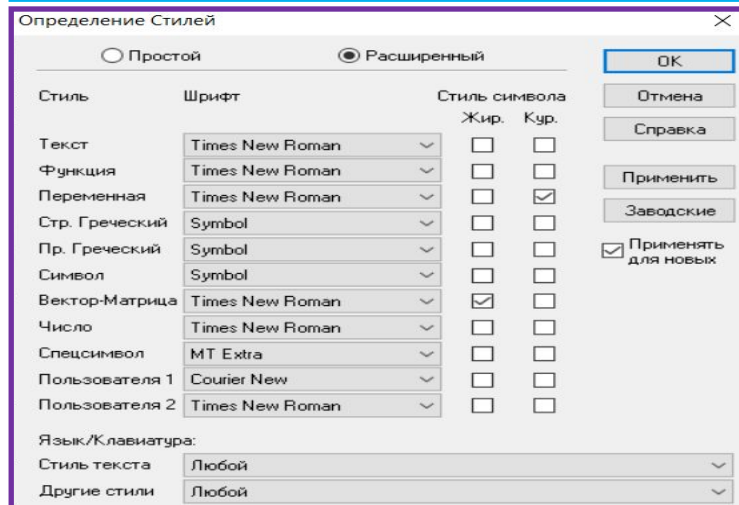 Определение Стилей
Простой Расширенный OK
Стиль Шрифт Стиль символа Отмена
Жир. Кур. Справка
Текст Times New Roman
Функция Times New Roman Применить
Переменная Times New Roman Заводские
Стр. Греческий Symbol
Пр. Греческий Symbol Применять для новых
Символ Symbol
Вектор-Матрица Times New Roman
Число Times New Roman
Спецсимвол MT Extra
Пользователя 1 Courier New
Пользователя 2 Times New Roman
Язык/Клавиатура:
Стиль текста Любой
Другие стили Любой